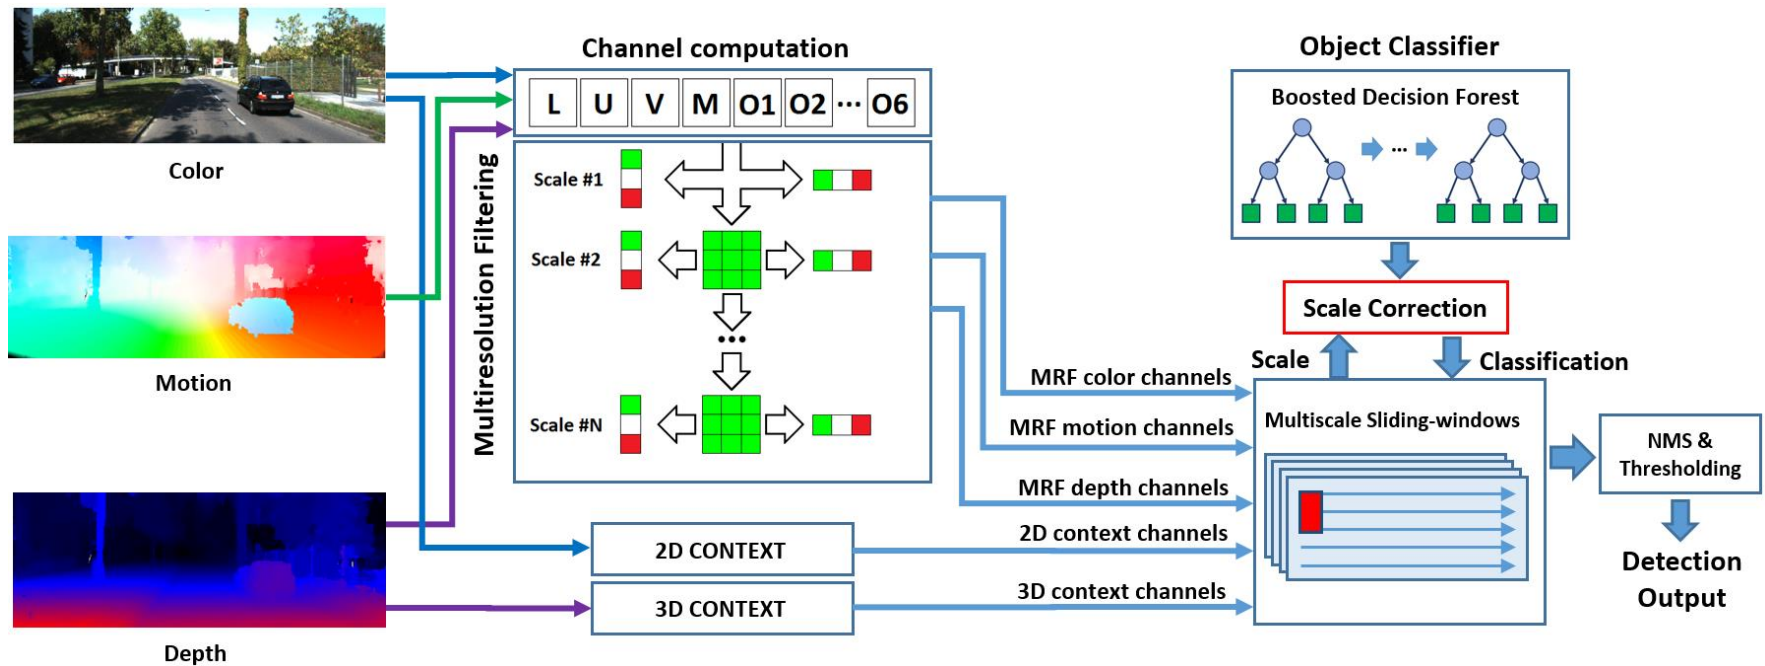 Channel computation
Object Classifier
L U V M O1 O2 ··· O6
Boosted Decision Forest
...
Color
Multiresolution Filtering
Scale #1
Scale #2
...
Scale #N
Motion
Depth
Scale Correction
Scale
Classification
MRF color channels
MRF motion channels
MRF depth channels
2D context channels
3D context channels
2D CONTEXT
3D CONTEXT
Multiscale Sliding-windows
NMS &
Thresholding
Detection
Output